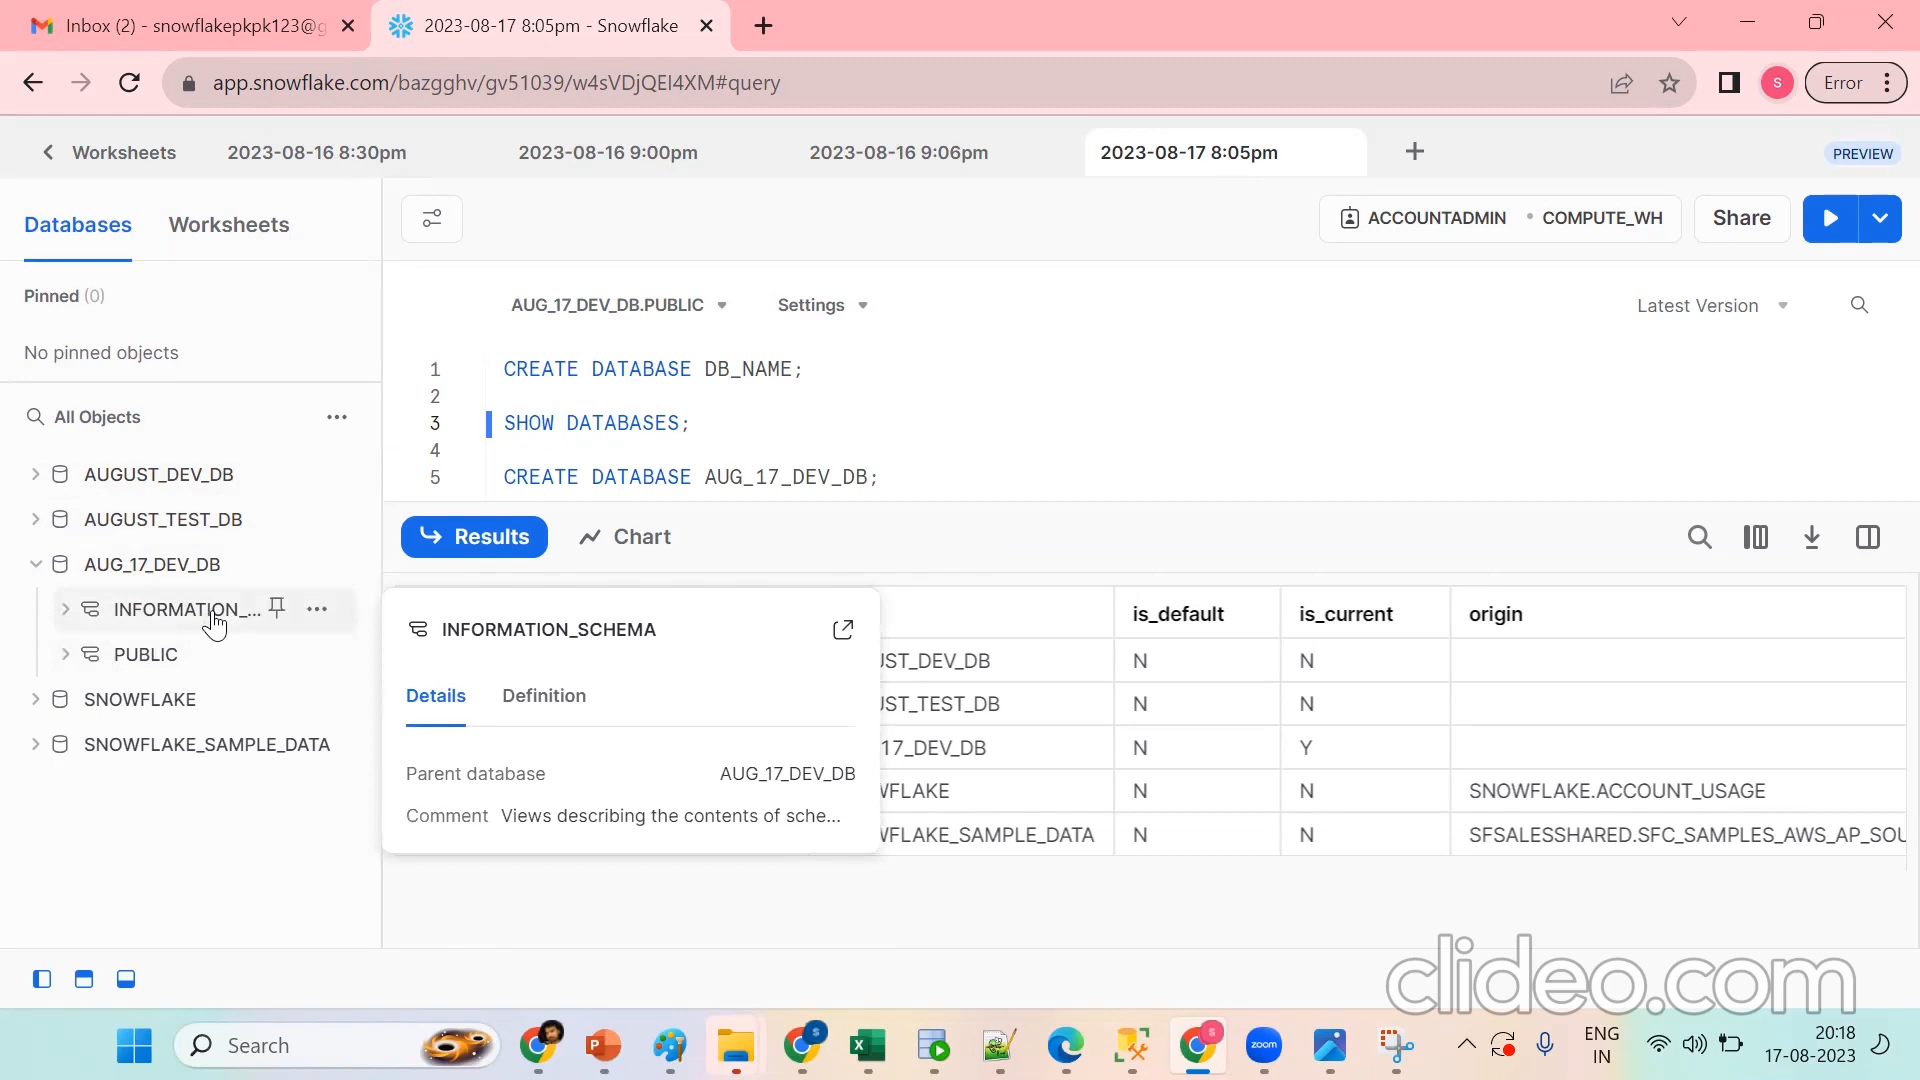 Inbox (2) - snowflakepkpk123@g
2023-08-17 8:05pm - Snowflake
app.snowflake.com/bazgghv/gv51039/w4sVDjQEI4XM#query
S
Error
Worksheets
2023-08-16 8:30pm
2023-08-16 9:00pm
2023-08-16 9:06pm
2023-08-17 8:05pm
PREVIEW
Databases
Worksheets
ACCOUNTADMIN
COMPUTE_WH
Share
Pinned (0)
No pinned objects
AUG_17_DEV_DB.PUBLIC
Settings
Latest Version
1 CREATE DATABASE DB_NAME;
2
3 SHOW DATABASES;
4
5 CREATE DATABASE AUG_17_DEV_DB;
All Objects
AUGUST_DEV_DB
AUGUST_TEST_DB
AUG_17_DEV_DB
INFORMATION_...
PUBLIC
SNOWFLAKE
SNOWFLAKE_SAMPLE_DATA
Results
Chart
INFORMATION_SCHEMA
Details
Definition
Parent database AUG_17_DEV_DB
Comment Views describing the contents of sche...
is_default is_current origin
UST_DEV_DB N N
UST_TEST_DB N N
17_DEV_DB N Y
WFLAKE N N SNOWFLAKE.ACCOUNT_USAGE
WFLAKE_SAMPLE_DATA N N SFSALESSHARED.SFC_SAMPLES_AWS_AP_SOU
clideo.com
Search
S
S
zoom
ENG
IN
20:18
17-08-2023